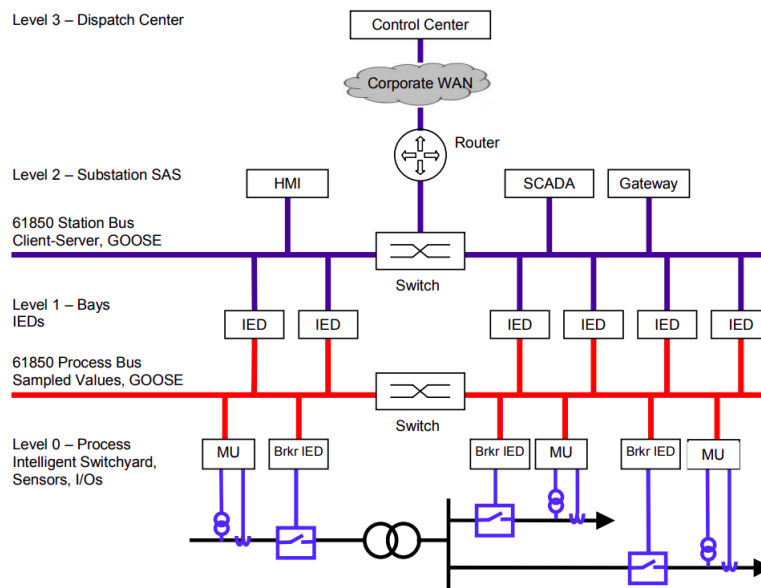 Level 3 – Dispatch Center
Control Center
Corporate WAN
Router
Level 2 – Substation SAS
HMI
SCADA
Gateway
61850 Station Bus
Client-Server, GOOSE
Switch
Level 1 – Bays
IEDs
IED
IED
IED
IED
IED
IED
61850 Process Bus
Sampled Values, GOOSE
Switch
Level 0 – Process
Intelligent Switchyard,
Sensors, I/Os
MU
Brkr IED
Brkr IED
MU
Brkr IED
MU